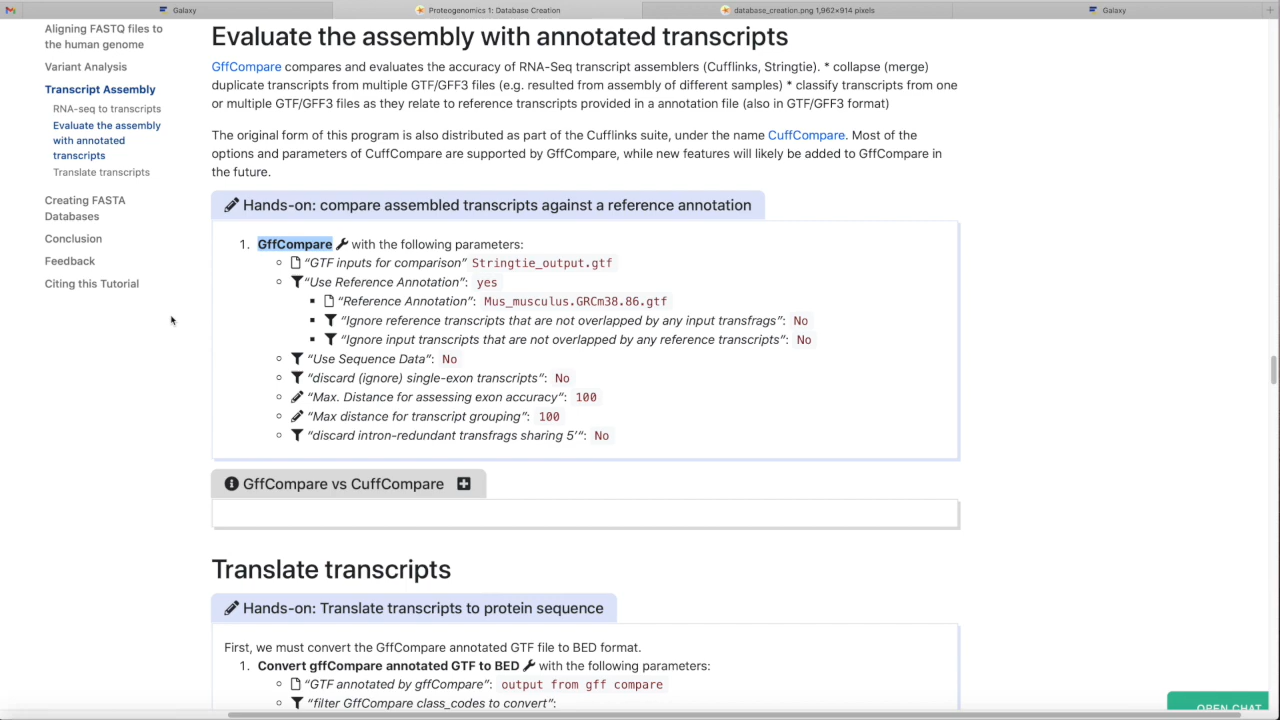 Galaxy
Proteogenomics 1: Database Creation
database_creation.png 1,962×914 pixels
Galaxy
Aligning FASTQ files to
the human genome
Variant Analysis
Transcript Assembly
RNA-seq to transcripts
Evaluate the assembly
with annotated
transcripts
Translate transcripts
Creating FASTA
Databases
Conclusion
Feedback
Citing this Tutorial
Evaluate the assembly with annotated transcripts
GffCompare compares and evaluates the accuracy of RNA-Seq transcript assemblers (Cufflinks, Stringtie). * collapse (merge)
duplicate transcripts from multiple GTF/GFF3 files (e.g. resulted from assembly of different samples) * classify transcripts from one
or multiple GTF/GFF3 files as they relate to reference transcripts provided in a annotation file (also in GTF/GFF3 format)
The original form of this program is also distributed as part of the Cufflinks suite, under the name CuffCompare. Most of the
options and parameters of CuffCompare are supported by GffCompare, while new features will likely be added to GffCompare in
the future.
Hands-on: compare assembled transcripts against a reference annotation
1. GffCompare with the following parameters:
"GTF inputs for comparison" Stringtie_output.gtf
"Use Reference Annotation": yes
"Reference Annotation": Mus_musculus.GRCm38.86.gtf
"Ignore reference transcripts that are not overlapped by any input transfrags": No
"Ignore input transcripts that are not overlapped by any reference transcripts": No
"Use Sequence Data": No
"discard (ignore) single-exon transcripts": No
"Max. Distance for assessing exon accuracy": 100
"Max distance for transcript grouping": 100
"discard intron-redundant transfrags sharing 5'": No
GffCompare vs CuffCompare
Translate transcripts
Hands-on: Translate transcripts to protein sequence
First, we must convert the GffCompare annotated GTF file to BED format.
1. Convert gffCompare annotated GTF to BED with the following parameters:
"GTF annotated by gffCompare": output from gff compare
"filter GffCompare class_codes to convert":
OPEN CHAT